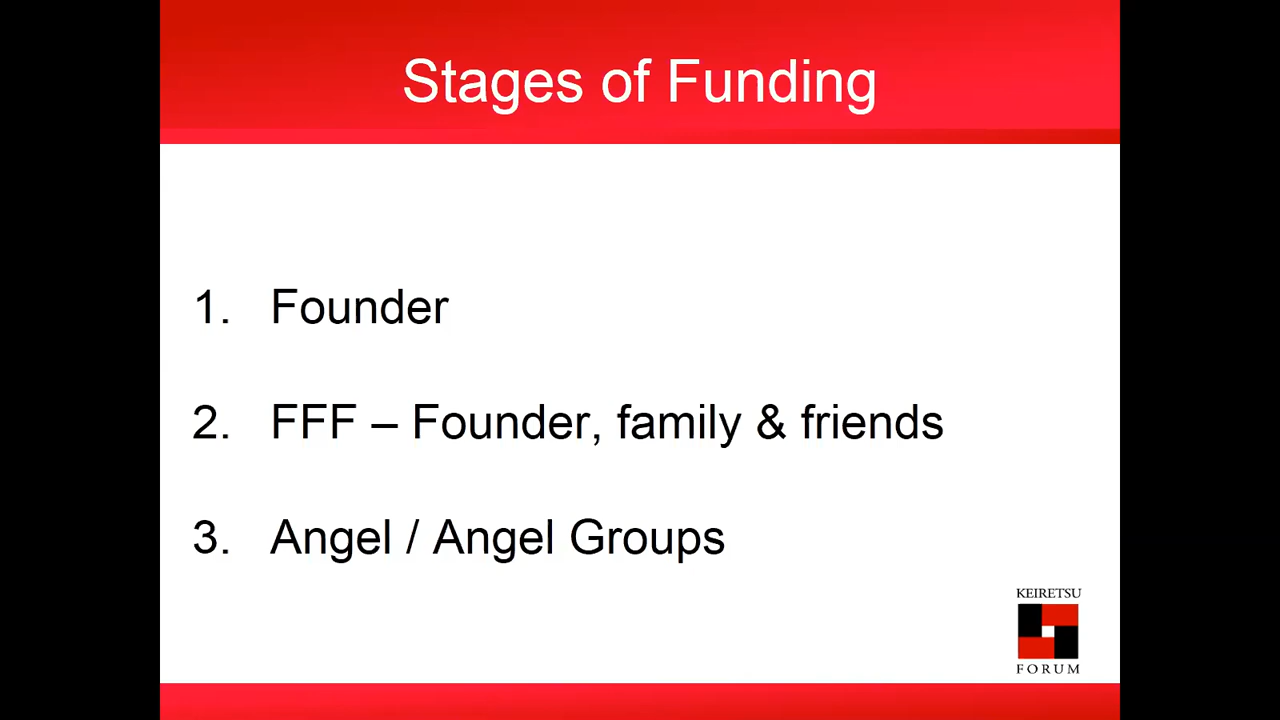 Stages of Funding
1. Founder
2. FFF – Founder, family & friends
3. Angel / Angel Groups
KEIRETSU
FORUM